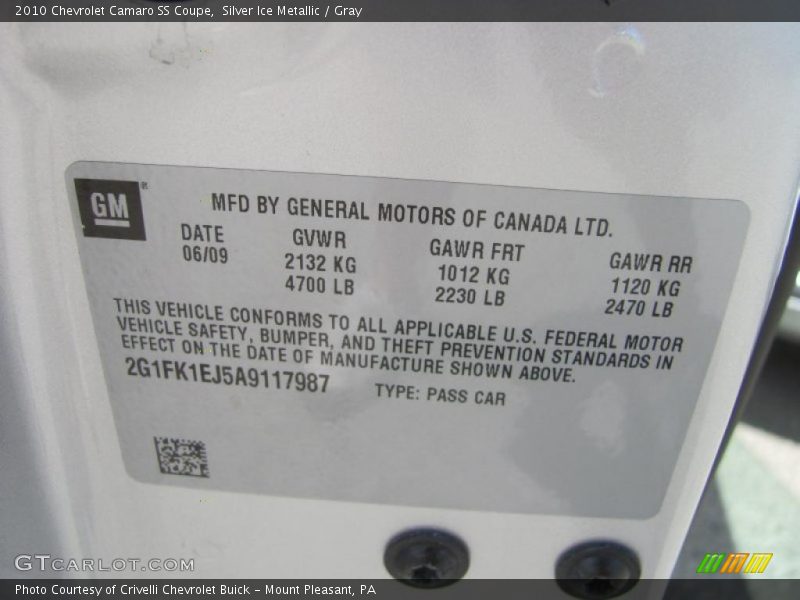 2010 Chevrolet Camaro SS Coupe, Silver Ice Metallic / Gray
GM®
MFD BY GENERAL MOTORS OF CANADA LTD.
DATE GVWR GAWR FRT GAWR RR
06/09 2132 KG 1012 KG 1120 KG
4700 LB 2230 LB 2470 LB
THIS VEHICLE CONFORMS TO ALL APPLICABLE U.S. FEDERAL MOTOR
VEHICLE SAFETY, BUMPER, AND THEFT PREVENTION STANDARDS IN
EFFECT ON THE DATE OF MANUFACTURE SHOWN ABOVE.
2G1FK1EJ5A9117987 TYPE: PASS CAR
GTCARLOT.COM
Photo Courtesy of Crivelli Chevrolet Buick - Mount Pleasant, PA